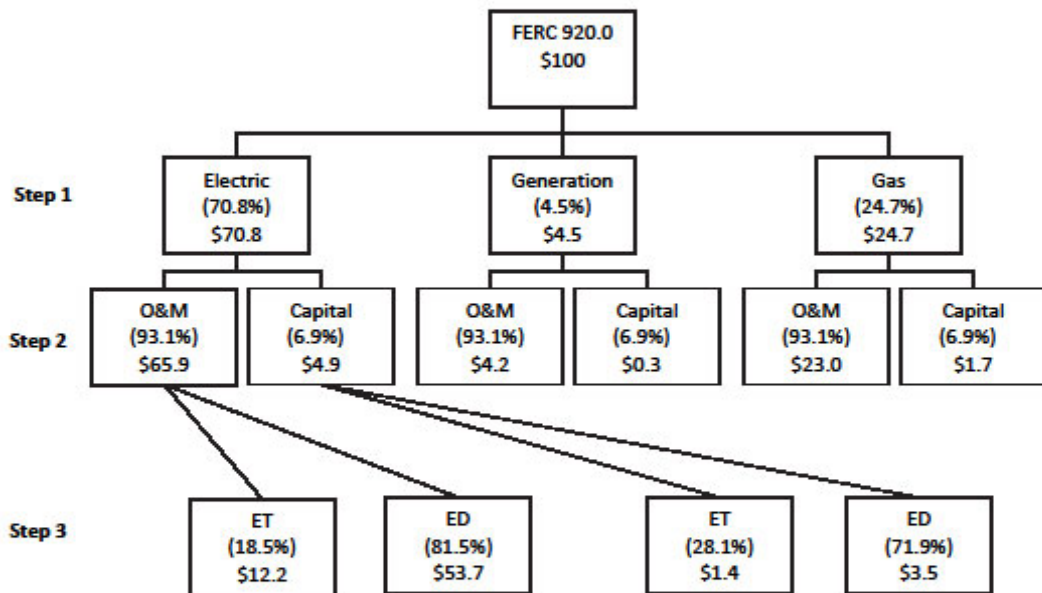 FERC 920.0
$100
Step 1
Electric
(70.8%)
$70.8
Generation
(4.5%)
$4.5
Gas
(24.7%)
$24.7
Step 2
O&M
(93.1%)
$65.9
Capital
(6.9%)
$4.9
O&M
(93.1%)
$4.2
Capital
(6.9%)
$0.3
O&M
(93.1%)
$23.0
Capital
(6.9%)
$1.7
Step 3
ET
(18.5%)
$12.2
ED
(81.5%)
$53.7
ET
(28.1%)
$1.4
ED
(71.9%)
$3.5